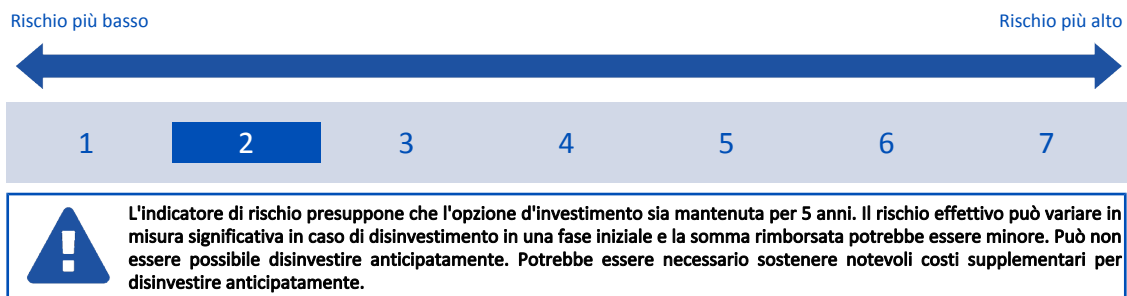 Rischio più basso Rischio più alto
1 2 3 4 5 6 7
L'indicatore di rischio presuppone che l'opzione d'investimento sia mantenuta per 5 anni. Il rischio effettivo può variare in
misura significativa in caso di disinvestimento in una fase iniziale e la somma rimborsata potrebbe essere minore. Può non
essere possibile disinvestire anticipatamente. Potrebbe essere necessario sostenere notevoli costi supplementari per
disinvestire anticipatamente.